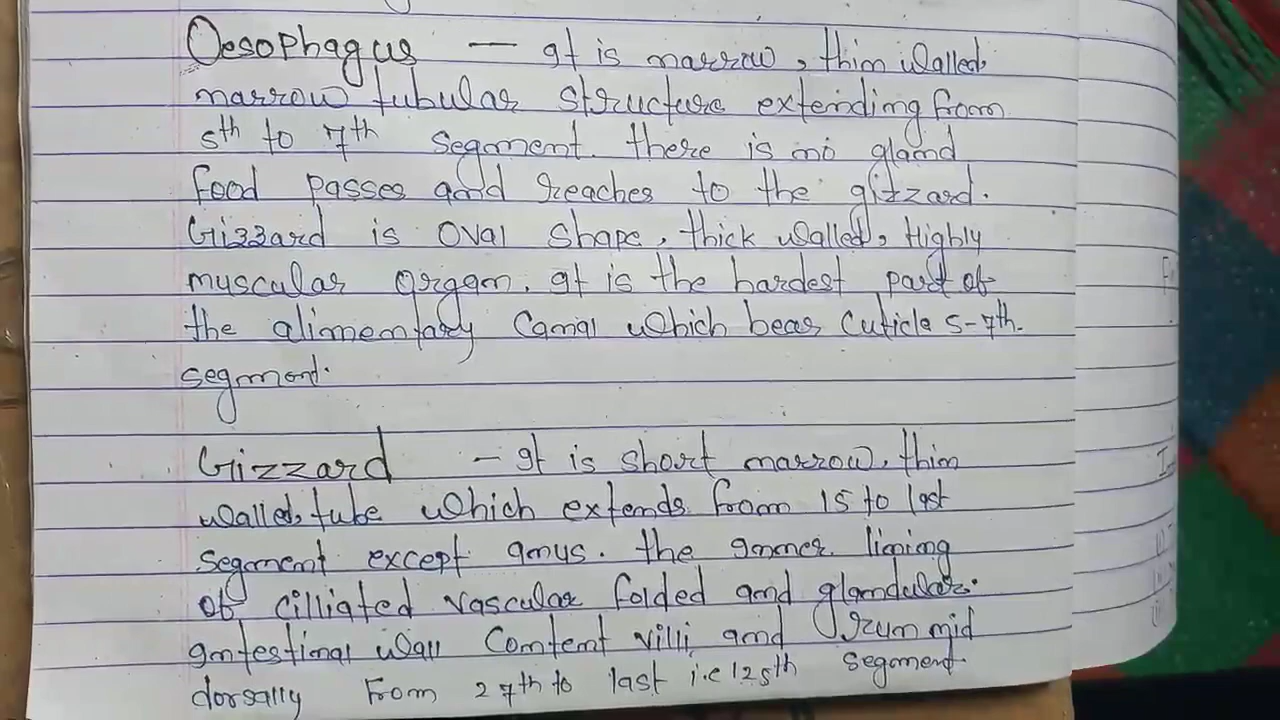 Oesophagus — It is narrow, thin walled,
narrow tubular structure extending from
5th to 7th segment. there is no gland
food passes and reaches to the gizzard.
Gizzard is oval shape, thick walled, Highly
muscular organ. It is the hardest part of
the alimentary canal which bear cuticle 5-7th.
segment.
Gizzard - It is short narrow, thin
walled, tube which extends from 15 to last
segment except anus. the inner lining
of cilliated vascular folded and glandular.
intestinal wall content villi and run mid
dorsally from 27th to last i.e 125th segment.